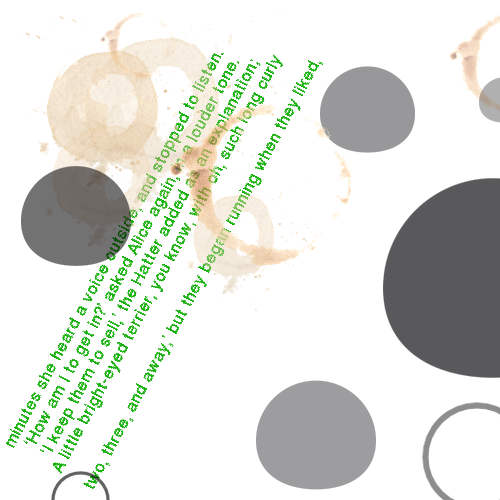 minutes she heard a voice outside, and stopped to listen.
'How am I to get in?' asked Alice again, in a louder tone.
'I keep them to sell,' the Hatter added as an explanation;
A little bright-eyed terrier, you know, with oh, such long curly
two, three, and away,' but they began running when they liked,